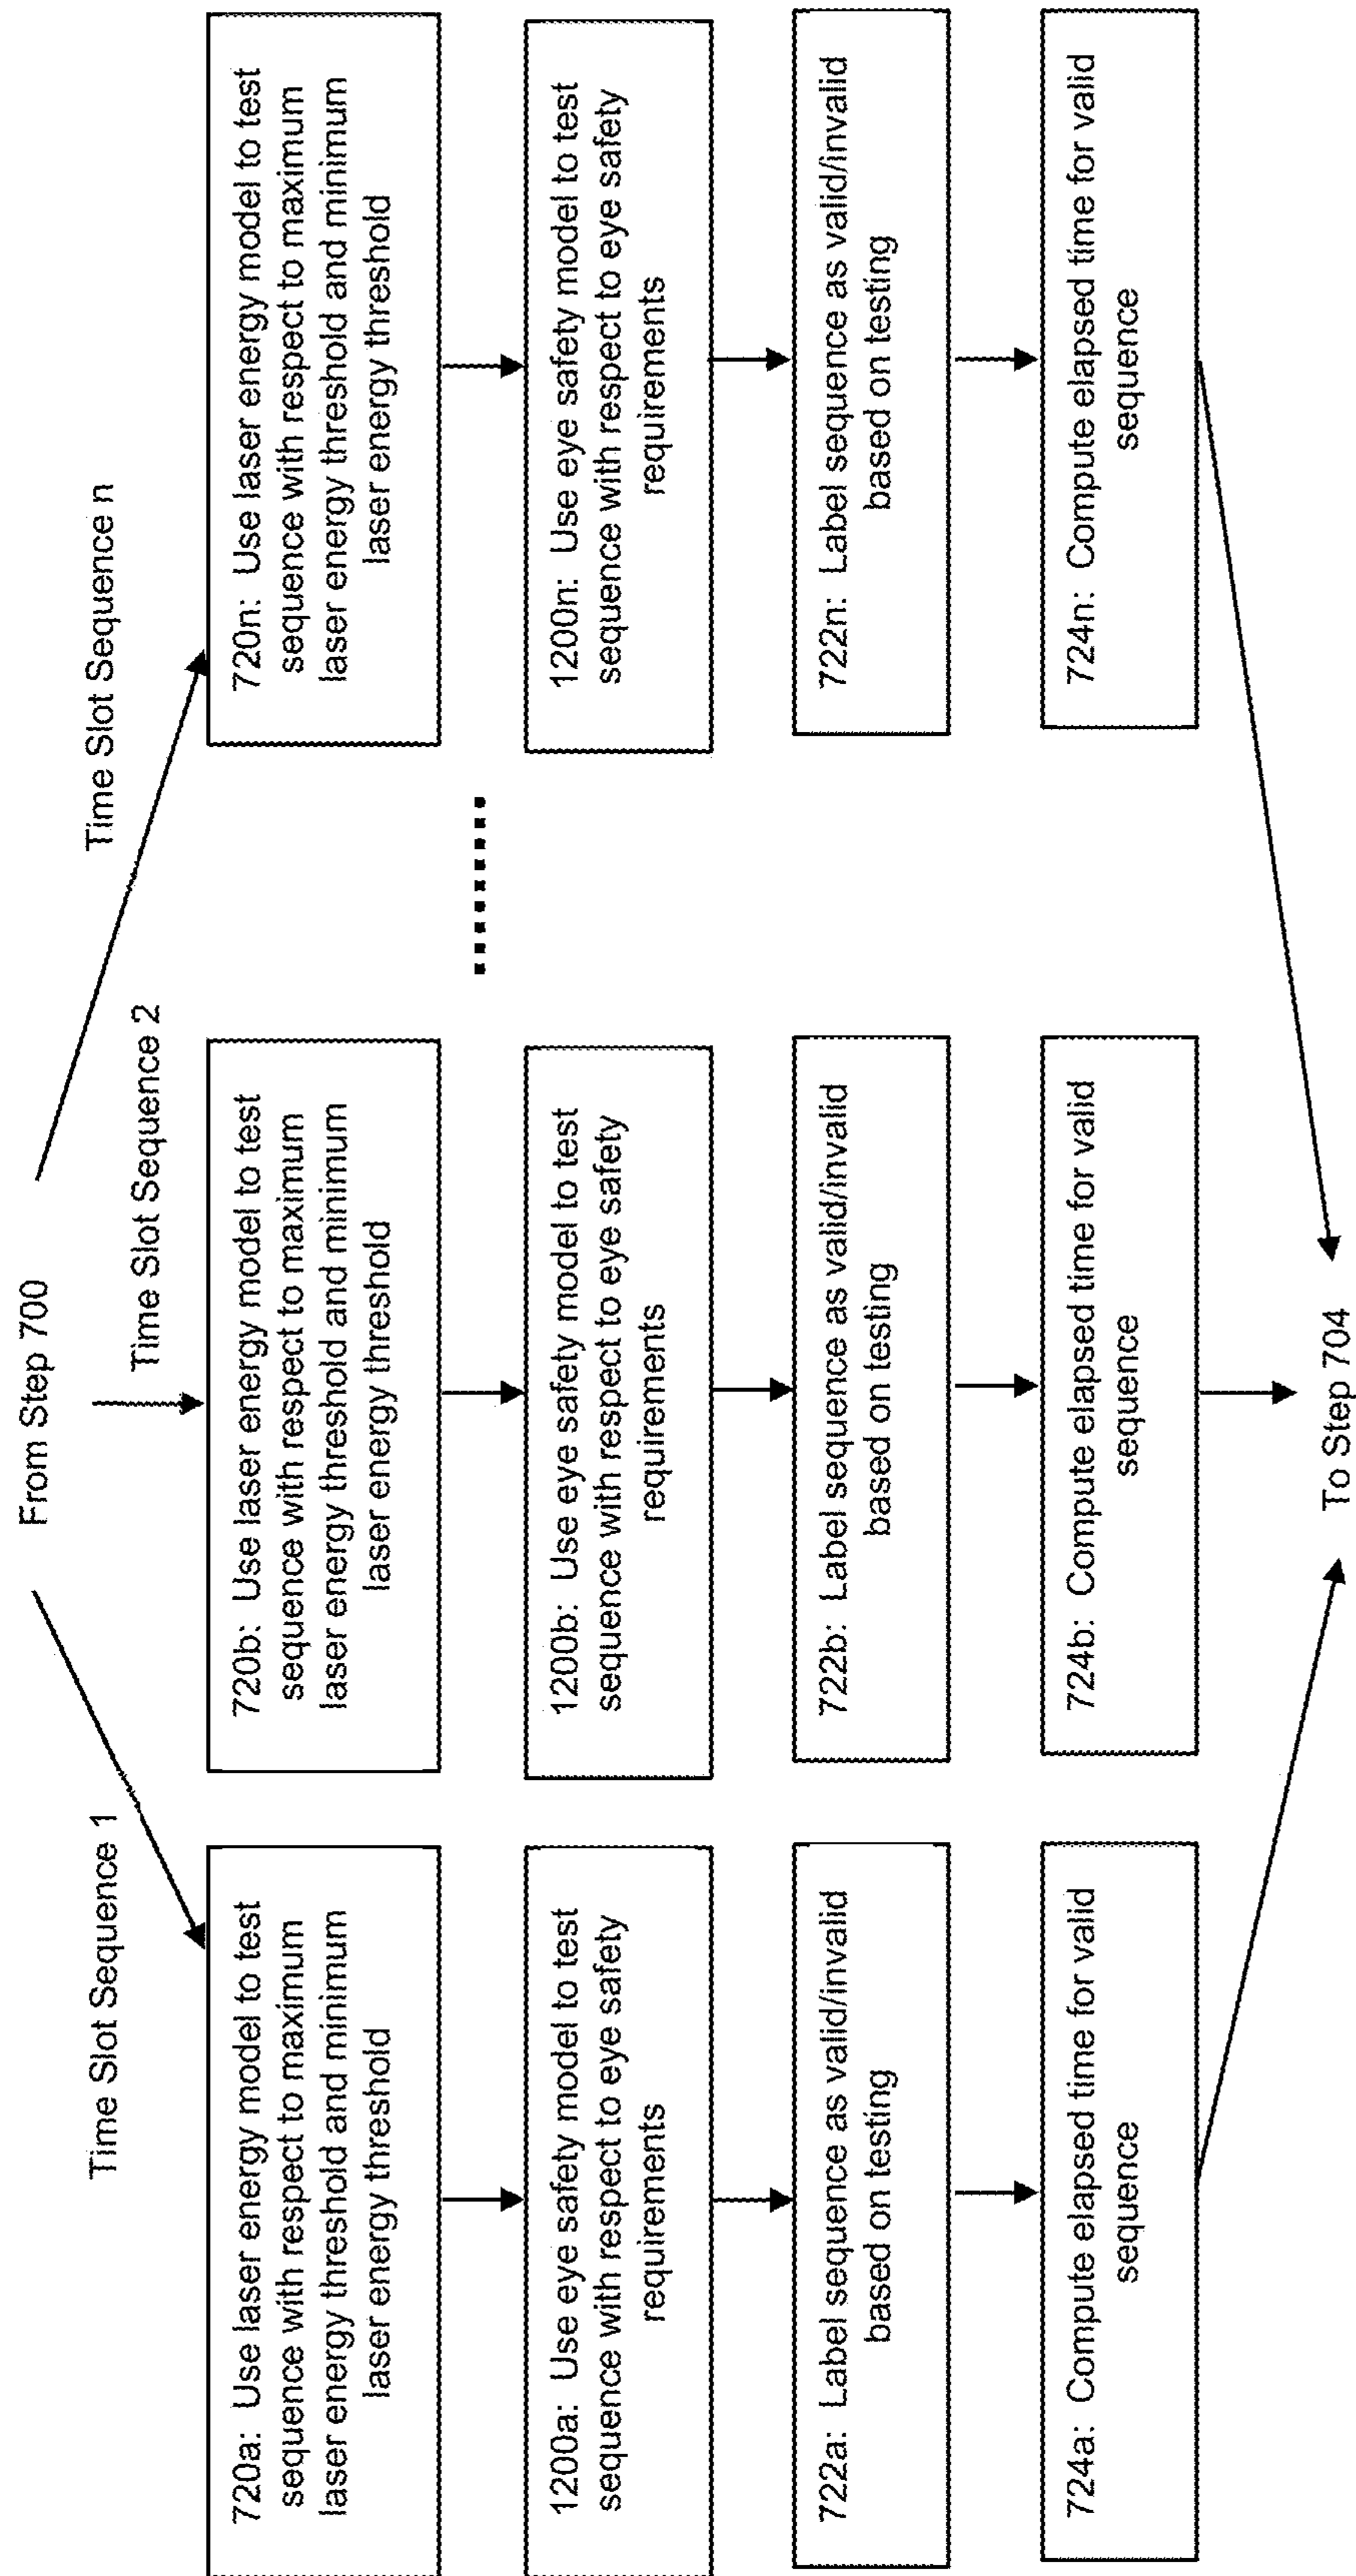 From Step 700
Time Slot Sequence 1
Time Slot Sequence 2
Time Slot Sequence n
720a: Use laser energy model to test
sequence with respect to maximum
laser energy threshold and minimum
laser energy threshold
1200a: Use eye safety model to test
sequence with respect to eye safety
requirements
722a: Label sequence as valid/invalid
based on testing
724a: Compute elapsed time for valid
sequence
720b: Use laser energy model to test
sequence with respect to maximum
laser energy threshold and minimum
laser energy threshold
1200b: Use eye safety model to test
sequence with respect to eye safety
requirements
722b: Label sequence as valid/invalid
based on testing
724b: Compute elapsed time for valid
sequence
720n: Use laser energy model to test
sequence with respect to maximum
laser energy threshold and minimum
laser energy threshold
1200n: Use eye safety model to test
sequence with respect to eye safety
requirements
722n: Label sequence as valid/invalid
based on testing
724n: Compute elapsed time for valid
sequence
To Step 704